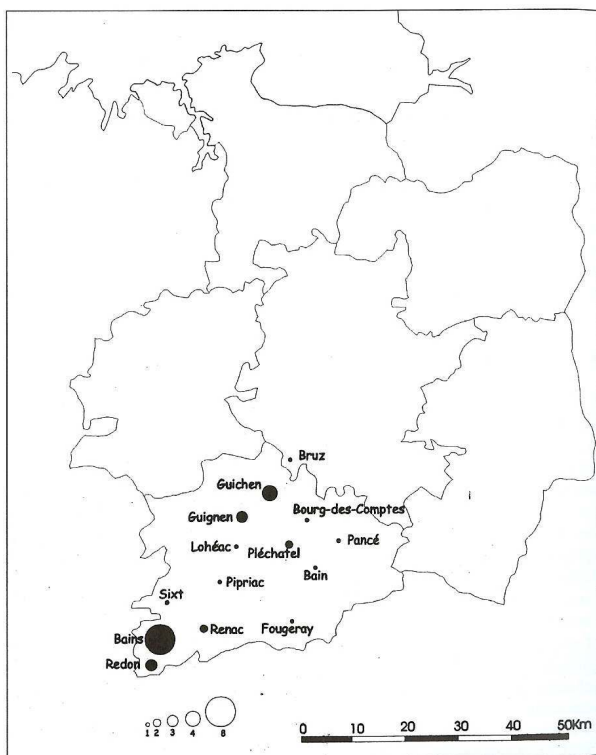 Bruz
Guichen
Bourg-des-Comptes
Guignen
Pancé
Lohéac
Pléchatel
Bain
Pipriac
Sixt
Fougeray
Renac
Bains
Redon
1 2 3 4 8
0 10 20 30 40 50Km